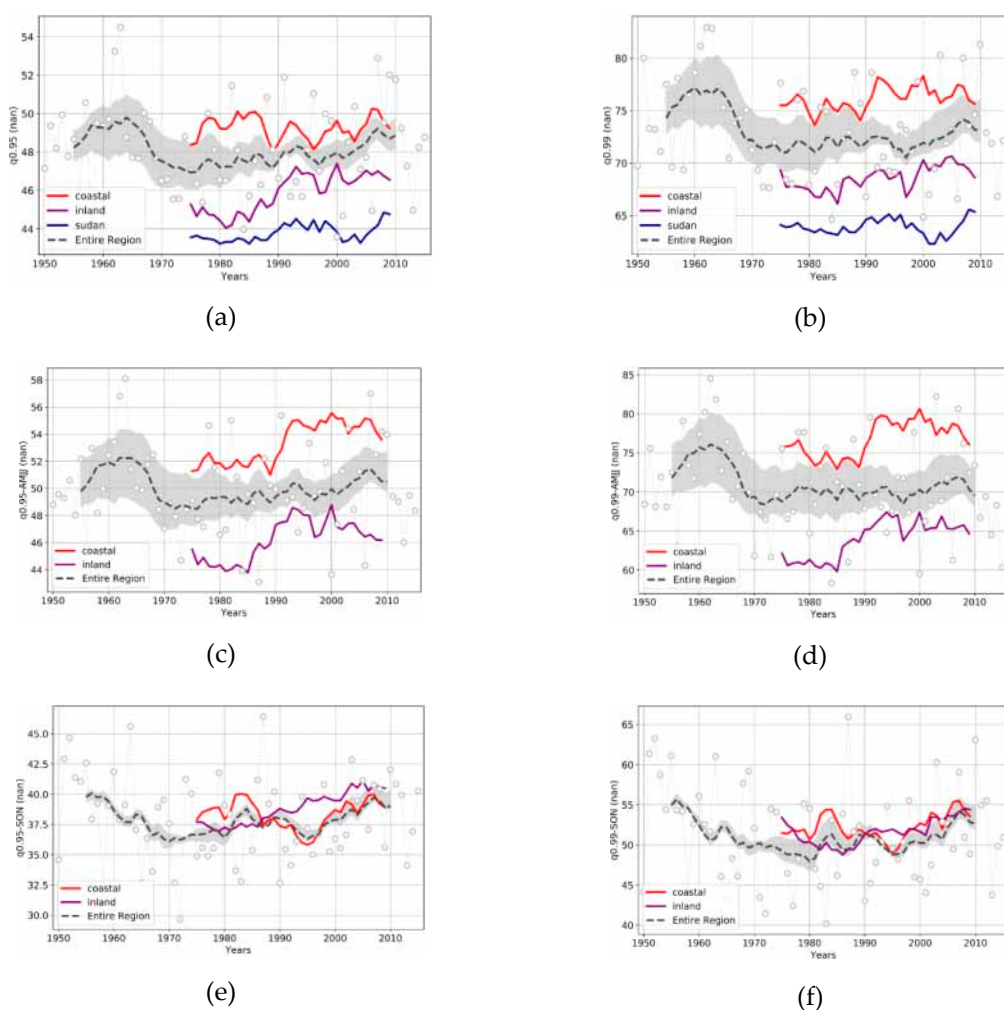 54
52
50
48
46
44
q0.95 (nan)
coastal
inland
sudan
Entire Region
1950 1960 1970 1980 1990 2000 2010
Years
(a)
80
75
70
65
q0.99 (nan)
coastal
inland
sudan
Entire Region
1950 1960 1970 1980 1990 2000 2010
Years
(b)
58
56
54
52
50
48
46
44
q0.95-AMJJ (nan)
coastal
inland
Entire Region
1950 1960 1970 1980 1990 2000 2010
Years
(c)
85
80
75
70
65
60
q0.99-AMJJ (nan)
coastal
inland
Entire Region
1950 1960 1970 1980 1990 2000 2010
Years
(d)
45.0
42.5
40.0
37.5
35.0
32.5
30.0
q0.95-SON (nan)
coastal
inland
Entire Region
1950 1960 1970 1980 1990 2000 2010
Years
(e)
65
60
55
50
45
40
q0.99-SON (nan)
coastal
inland
Entire Region
1950 1960 1970 1980 1990 2000 2010
Years
(f)